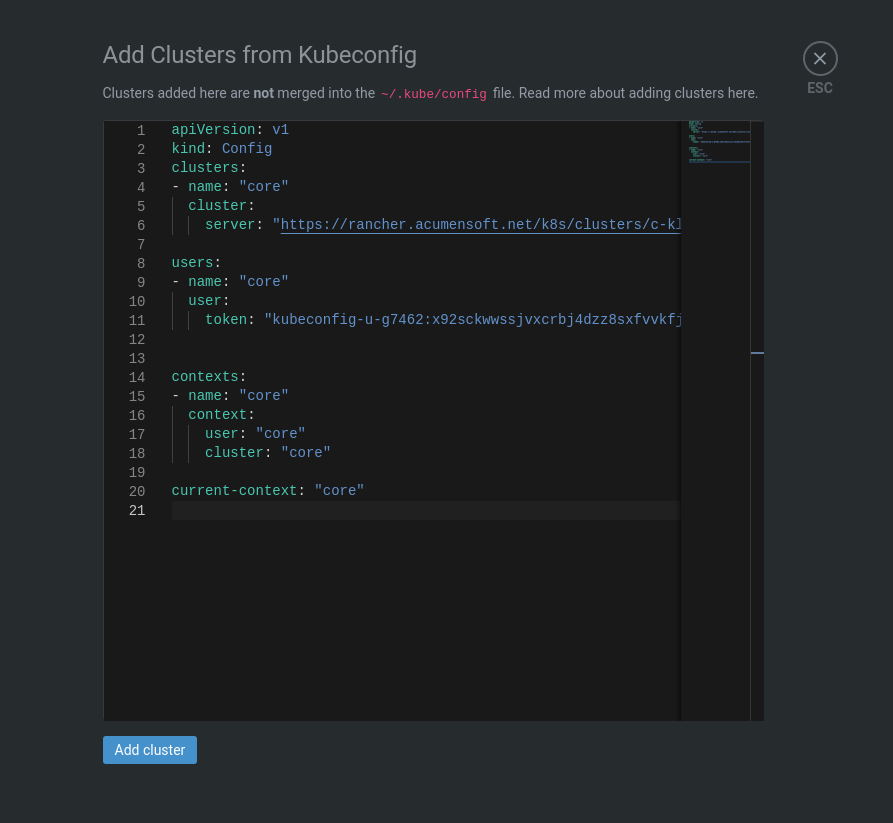 Add Clusters from Kubeconfig
ESC
Clusters added here are not merged into the ~/.kube/config file. Read more about adding clusters here.
1 apiVersion: v1
2 kind: Config
3 clusters:
4 - name: "core"
5 cluster:
6 server: "https://rancher.acumensoft.net/k8s/clusters/c-kl
7
8 users:
9 - name: "core"
10 user:
11 token: "kubeconfig-u-g7462:x92sckwwssjvxcrbj4dzz8sxfvvkfj
12
13
14 contexts:
15 - name: "core"
16 context:
17 user: "core"
18 cluster: "core"
19
20 current-context: "core"
21
Add cluster